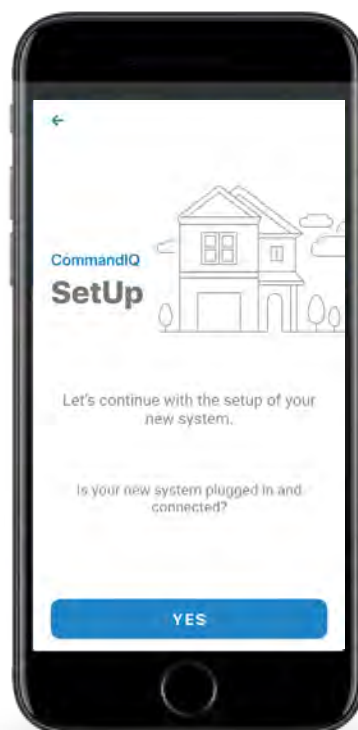 CommandIQ
SetUp
Let's continue with the setup of your
new system.
Is your new system plugged in and
connected?
YES